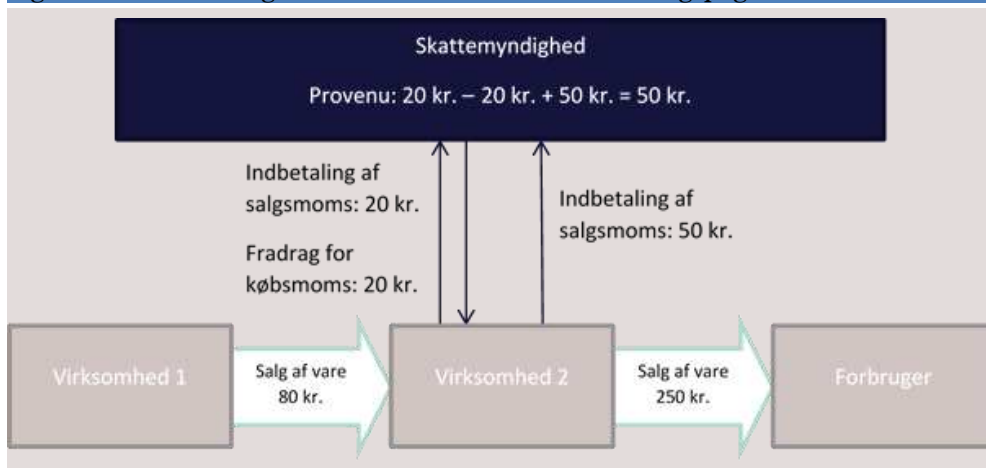 Skattemyndighed
Provenu: 20 kr. – 20 kr. + 50 kr. = 50 kr.
Indbetaling af
salgsmoms: 20 kr.
Fradrag for
købsmoms: 20 kr.
Indbetaling af
salgsmoms: 50 kr.
Virksomhed 1
Salg af vare
80 kr.
Virksomhed 2
Salg af vare
250 kr.
Forbruger